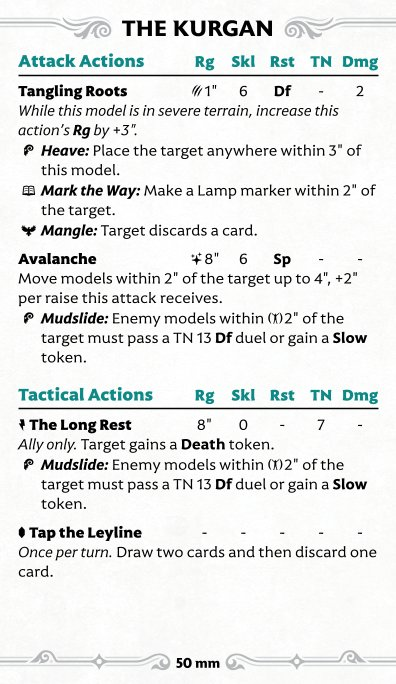 THE KURGAN
Attack Actions Rg Skl Rst TN Dmg
Tangling Roots 1" 6 Df - 2
While this model is in severe terrain, increase this
action's Rg by +3".
Heave: Place the target anywhere within 3" of
this model.
Mark the Way: Make a Lamp marker within 2" of
the target.
Mangle: Target discards a card.
Avalanche 8" 6 Sp - -
Move models within 2" of the target up to 4", +2"
per raise this attack receives.
Mudslide: Enemy models within 2" of the
target must pass a TN 13 Df duel or gain a Slow
token.
Tactical Actions Rg Skl Rst TN Dmg
The Long Rest 8" 0 - 7 -
Ally only. Target gains a Death token.
Mudslide: Enemy models within 2" of the
target must pass a TN 13 Df duel or gain a Slow
token.
Tap the Leyline - - - - -
Once per turn. Draw two cards and then discard one
card.
50 mm